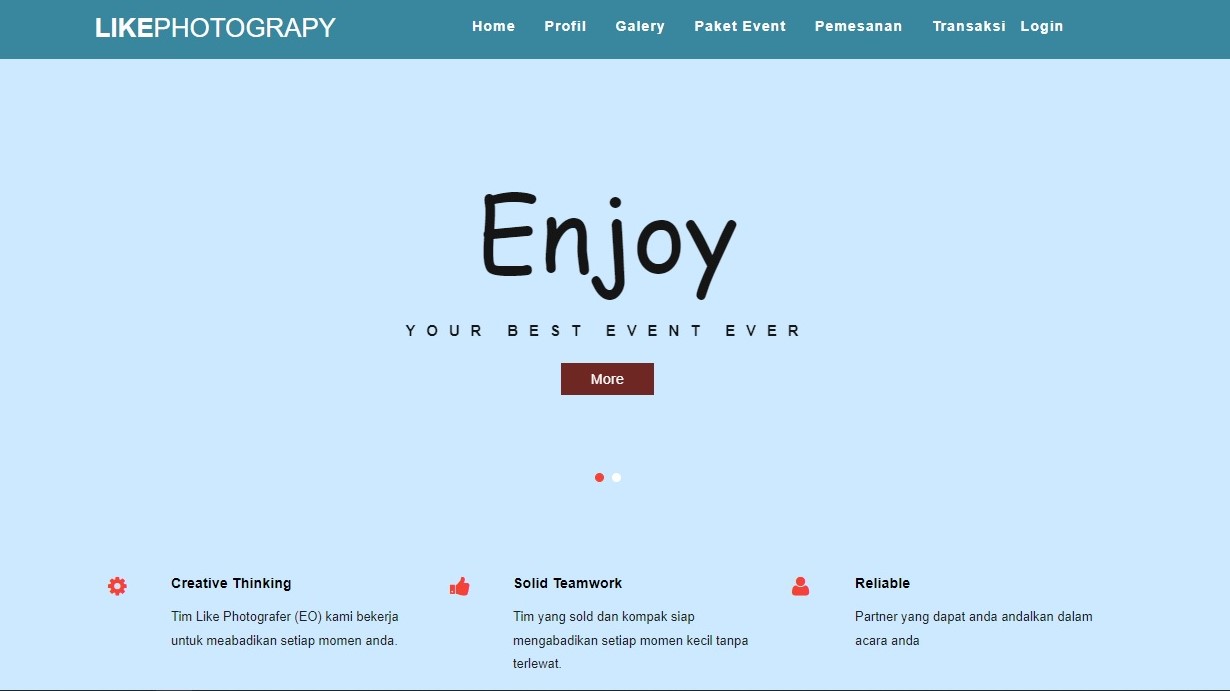 LIKEPHOTOGRAPY
Home Profil Galery Paket Event Pemesanan Transaksi Login
Enjoy
YOUR BEST EVENT EVER
More
Creative Thinking
Tim Like Photografer (EO) kami bekerja
untuk meabadikan setiap momen anda.
Solid Teamwork
Tim yang sold dan kompak siap
mengabadikan setiap momen kecil tanpa
terlewat.
Reliable
Partner yang dapat anda andalkan dalam
acara anda